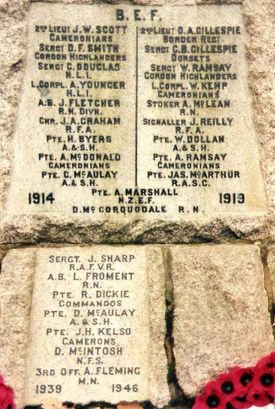 B.E.F.
2ND LIEUT J.W. SCOTT
CAMERONIANS
SERGT D.F. SMITH
GORDON HIGHLANDERS
SERGT C. DOUGLAS
H.L.I.
L.CORPL A. YOUNGER
H.L.I.
A.B. J. FLETCHER
R.N. DIVN.
GNR. J.A. GRAHAM
R.F.A.
PTE. H. BYERS
A.& S.H.
PTE. A. McDONALD
CAMERONIANS
PTE. C. McAULAY
A.& S.H.
2ND LIEUT O.A. GILLESPIE
BORDER REGT
SERGT C.B. GILLESPIE
DORSETS
SERGT W. RAMSAY
GORDON HIGHLANDERS
L.CORPL W. KEMP
CAMERONIANS
STOKER A. McLEAN
R.N.
SIGNALLER J. REILLY
R.F.A.
PTE. W. DOLLAN
A.& S.H.
PTE. A. RAMSAY
CAMERONIANS
PTE. JAS. McARTHUR
R.A.S.C.
PTE. A. MARSHALL
1914 N.Z.E.F. 1919
D. McCORQUODALE R.N.
SERGT. J. SHARP
R.A.F.V.R.
A.B. L. FROMENT
R.N.
PTE. R. DICKIE
COMMANDOS
PTE. D. McAULAY
A.& S.H.
PTE. J.H. KELSO
CAMERONS
D. McINTOSH
N.F.S.
3RD OFF. A. FLEMING
M.N.
1939 1946